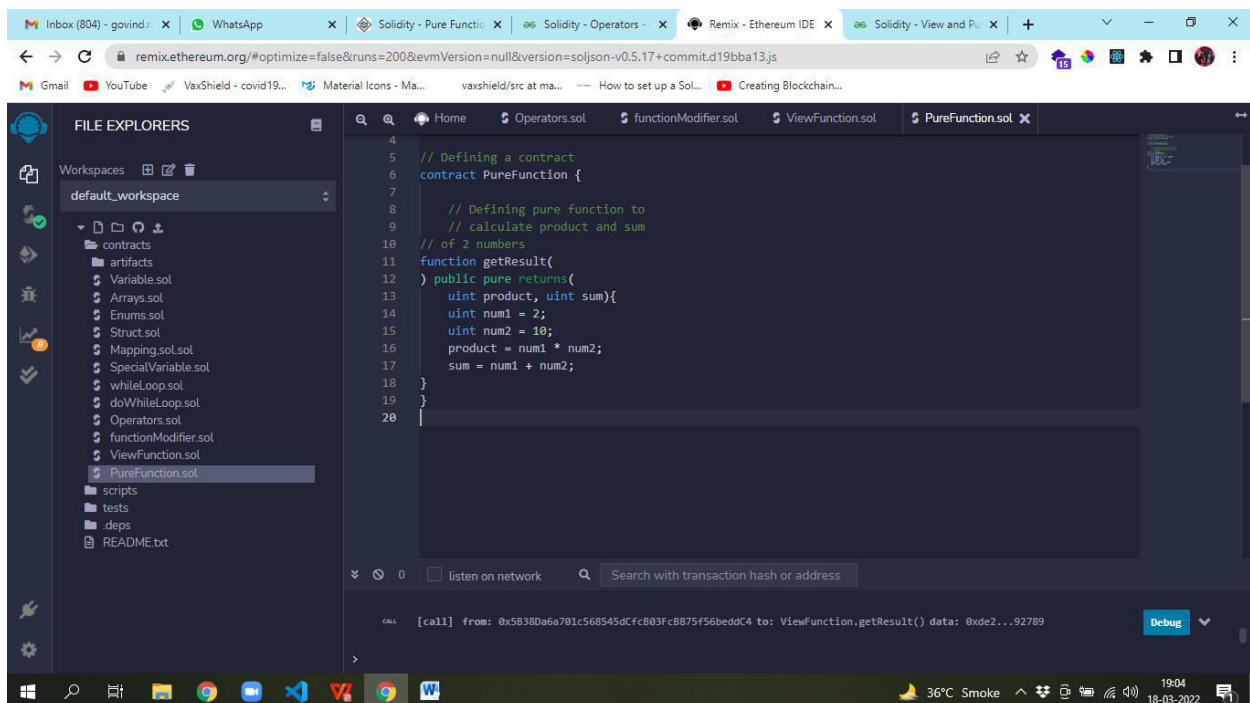 Inbox (804) - govind.r
WhatsApp
Solidity - Pure Functio
Solidity - Operators -
Remix - Ethereum IDE
Solidity - View and Pu
remix.ethereum.org/#optimize=false&runs=200&evmVersion=null&version=soljson-v0.5.17+commit.d19bba13.js
15
Gmail
YouTube
VaxShield - covid19...
Material Icons - Ma...
vaxshield/src at ma...
How to set up a Sol...
Creating Blockchain...
FILE EXPLORERS
Workspaces
default_workspace
contracts
artifacts
Variable.sol
Arrays.sol
Enums.sol
Struct.sol
Mapping,sol.sol
SpecialVariable.sol
whileLoop.sol
doWhileLoop.sol
Operators.sol
functionModifier.sol
ViewFunction.sol
PureFunction.sol
scripts
tests
.deps
README.txt
8
Home
Operators.sol
functionModifier.sol
ViewFunction.sol
PureFunction.sol
4
5 // Defining a contract
6 contract PureFunction {
7
8 // Defining pure function to
9 // calculate product and sum
10 // of 2 numbers
11 function getResult(
12 ) public pure returns(
13 uint product, uint sum){
14 uint num1 = 2;
15 uint num2 = 10;
16 product = num1 * num2;
17 sum = num1 + num2;
18 }
19 }
20
0 listen on network Search with transaction hash or address
CALL [call] from: 0x5B38Da6a701c568545dCfcB03FcB875f56beddC4 to: ViewFunction.getResult() data: 0xde2...92789
Debug
>
36°C Smoke
19:04
18-03-2022
1